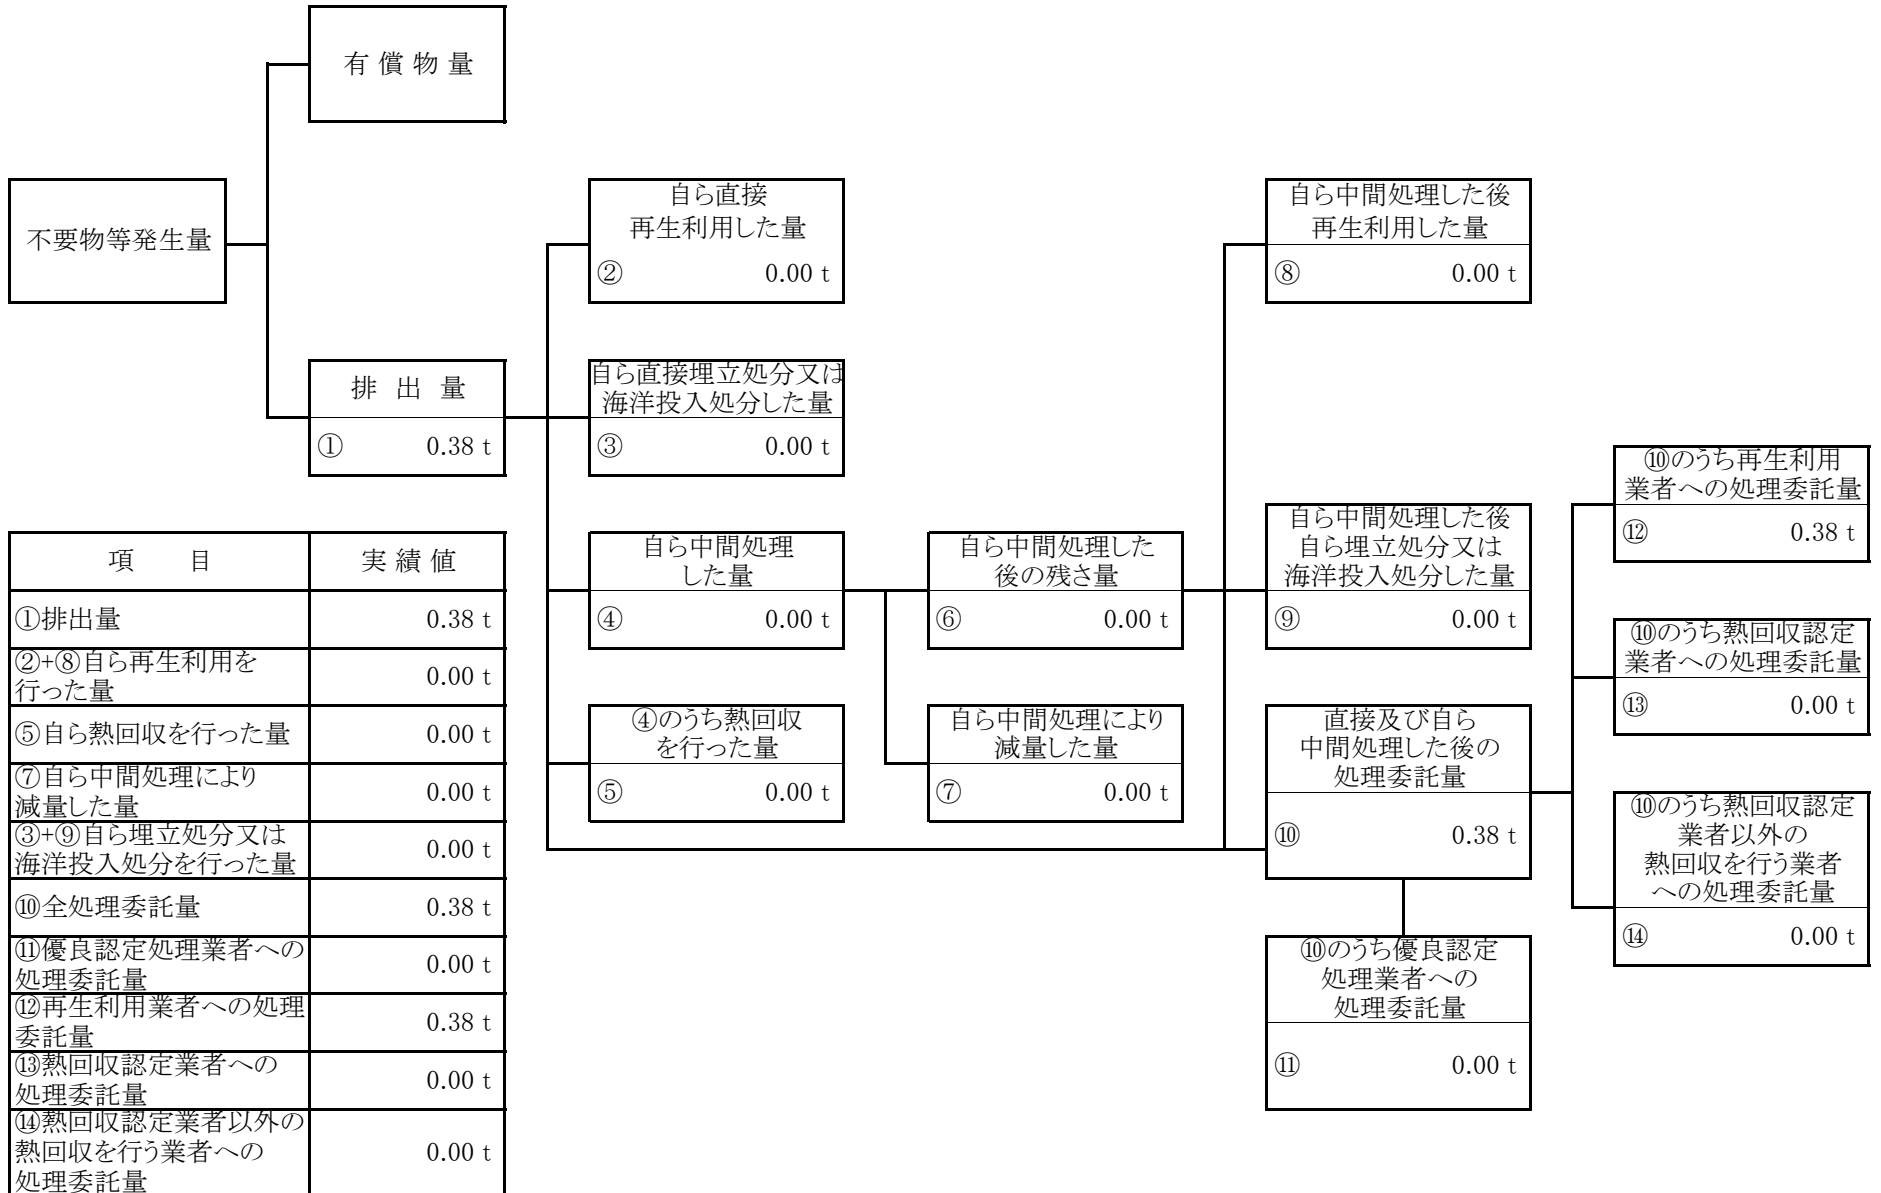 有 償 物 量
不要物等発生量
自ら直接
再生利用した量
② 0.00 t
自ら中間処理した後
再生利用した量
⑧ 0.00 t
排 出 量
① 0.38 t
自ら直接埋立処分又は
海洋投入処分した量
③ 0.00 t
⑩のうち再生利用
業者への処理委託量
⑫ 0.38 t
自ら中間処理
した量
④ 0.00 t
自ら中間処理した
後の残さ量
⑥ 0.00 t
自ら中間処理した後
自ら埋立処分又は
海洋投入処分した量
⑨ 0.00 t
⑩のうち熱回収認定
業者への処理委託量
⑬ 0.00 t
④のうち熱回収
を行った量
⑤ 0.00 t
自ら中間処理により
減量した量
⑦ 0.00 t
直接及び自ら
中間処理した後の
処理委託量
⑩ 0.38 t
⑩のうち熱回収認定
業者以外の
熱回収を行う業者
への処理委託量
⑭ 0.00 t
⑩のうち優良認定
処理業者への
処理委託量
⑪ 0.00 t
項 目 実 績 値
①排出量 0.38 t
②+⑧自ら再生利用を
行った量 0.00 t
⑤自ら熱回収を行った量 0.00 t
⑦自ら中間処理により
減量した量 0.00 t
③+⑨自ら埋立処分又は
海洋投入処分を行った量 0.00 t
⑩全処理委託量 0.38 t
⑪優良認定処理業者への
処理委託量 0.00 t
⑫再生利用業者への処理
委託量 0.38 t
⑬熱回収認定業者への
処理委託量 0.00 t
⑭熱回収認定業者以外の
熱回収を行う業者への 0.00 t
処理委託量